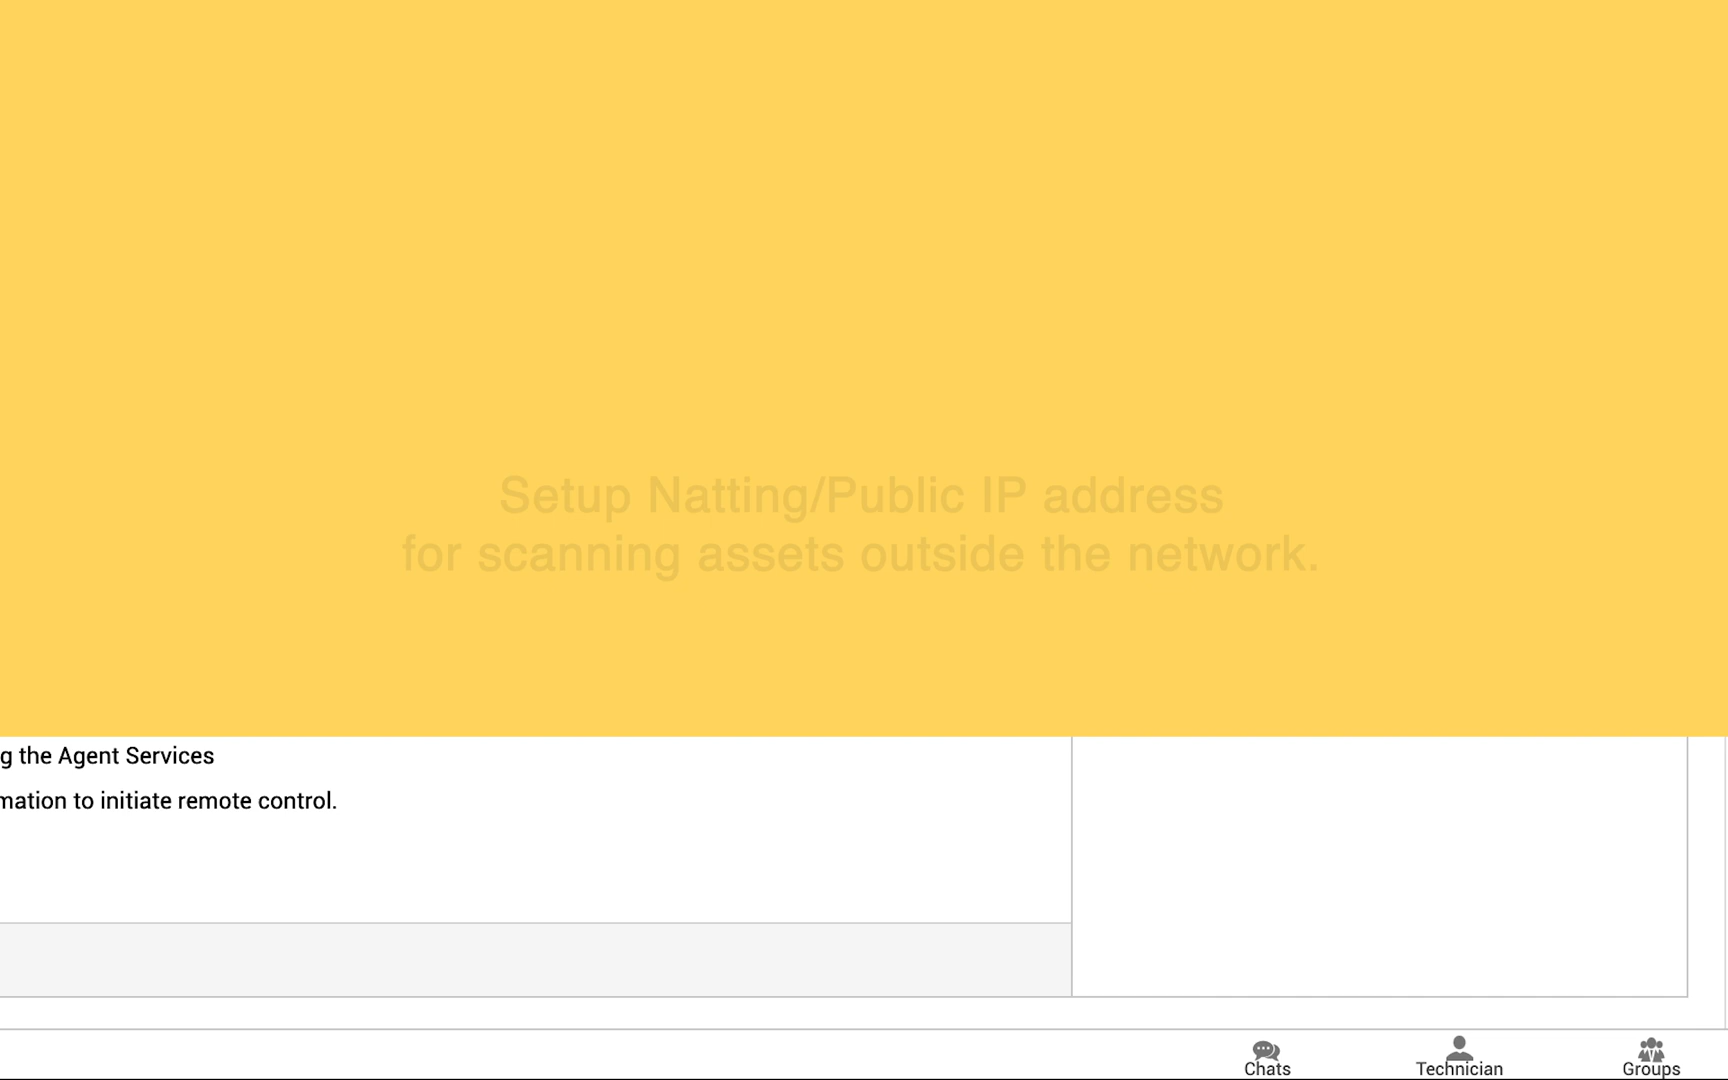 Setup Natting/Public IP address
for scanning assets outside the network.
g the Agent Services
mation to initiate remote control.
Chats
Technician
Groups